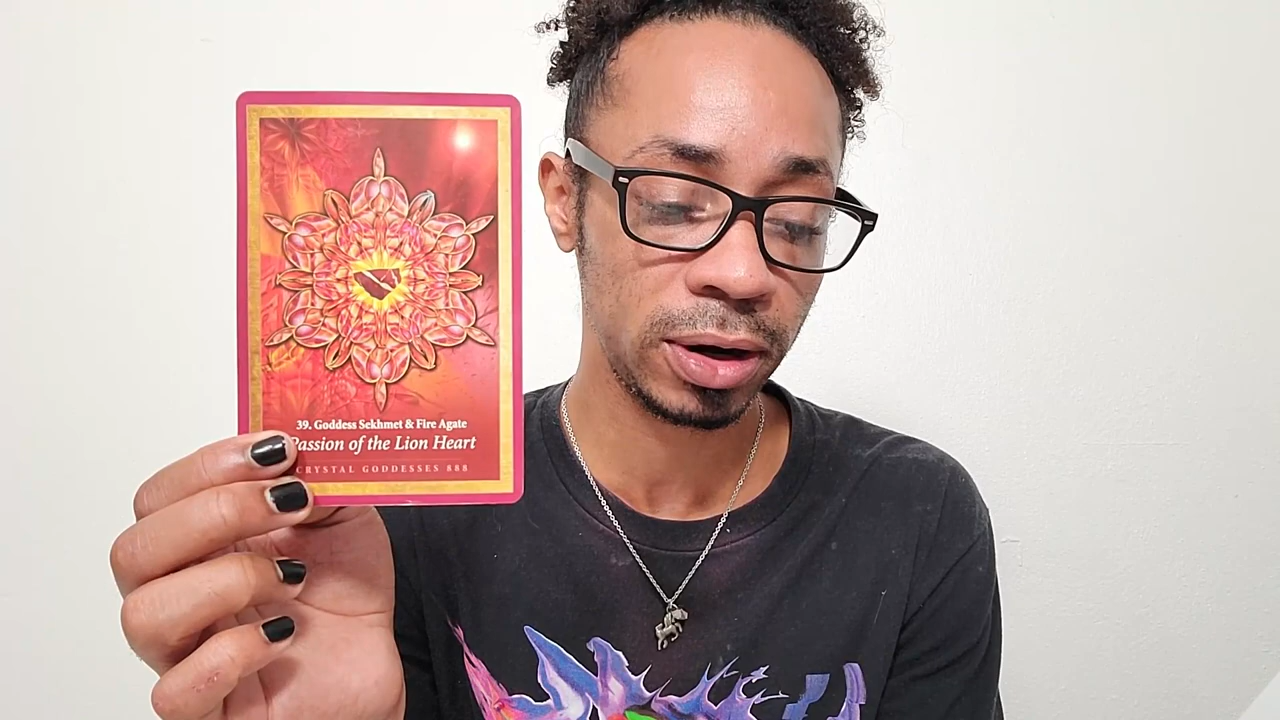 39. Goddess Sekhmet & Fire Agate
Passion of the Lion Heart
CRYSTAL GODDESSES 888